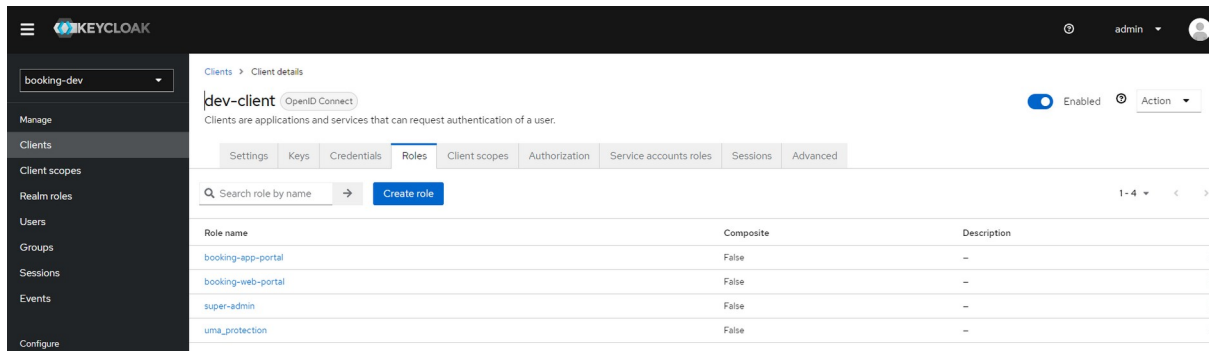 KEYCLOAK
admin
booking-dev
Manage
Clients
Client scopes
Realm roles
Users
Groups
Sessions
Events
Configure
Clients > Client details
dev-client OpenID Connect
Enabled
Action
Clients are applications and services that can request authentication of a user.
Settings Keys Credentials Roles Client scopes Authorization Service accounts roles Sessions Advanced
Search role by name
Create role
1 - 4
Role name Composite Description
booking-app-portal False –
booking-web-portal False –
super-admin False –
uma_protection False –